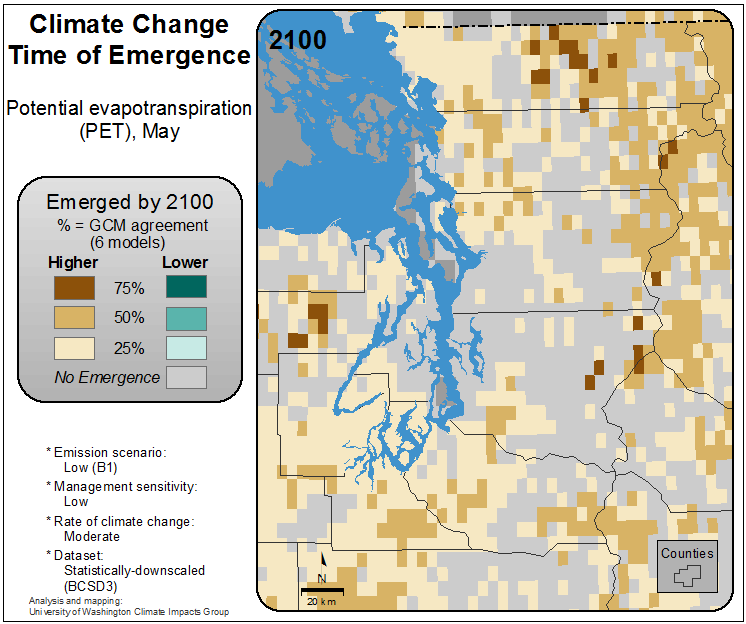 Climate Change
Time of Emergence
Potential evapotranspiration
(PET), May
Emerged by 2100
% = GCM agreement
(6 models)
Higher
Lower
75%
50%
25%
No Emergence
* Emission scenario:
Low (B1)
* Management sensitivity:
Low
* Rate of climate change:
Moderate
* Dataset:
Statistically-downscaled
(BCSD3)
Analysis and mapping:
University of Washington Climate Impacts Group
2100
N
20 km
Counties